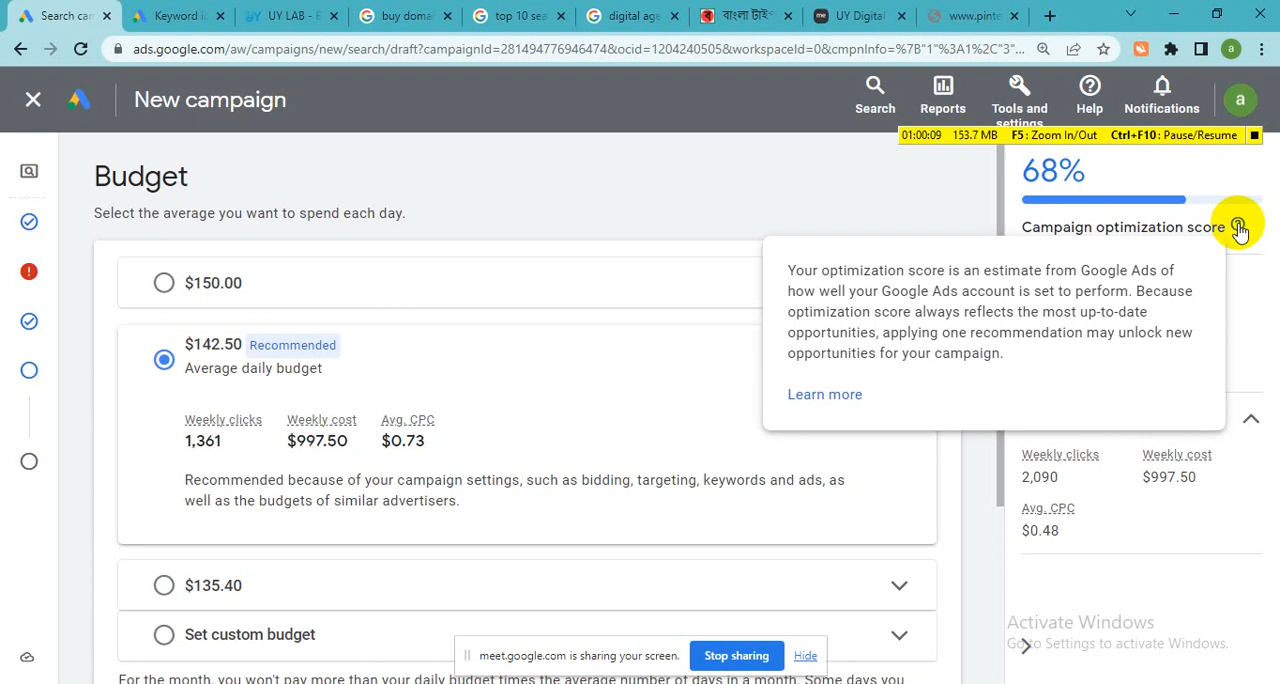 Search car
Keyword ic
UY LAB - E
buy doma
top 10 sea
digital age
বাংলা টাইপ
UY Digital
www.pinte
ads.google.com/aw/campaigns/new/search/draft?campaignId=281494776946474&ocid=1204240505&workspaceId=0&cmpnInfo=%7B"1"%3A1%2C"3"...
a
New campaign
Search
Reports
Tools and settings
Help
Notifications
a
01:00:09 153.7 MB F5: Zoom In/Out Ctrl+F10: Pause/Resume
Budget
Select the average you want to spend each day.
68%
Campaign optimization score
$150.00
Your optimization score is an estimate from Google Ads of
how well your Google Ads account is set to perform. Because
optimization score always reflects the most up-to-date
opportunities, applying one recommendation may unlock new
opportunities for your campaign.
Learn more
$142.50 Recommended
Average daily budget
Weekly clicks Weekly cost Avg. CPC
1,361 $997.50 $0.73
Recommended because of your campaign settings, such as bidding, targeting, keywords and ads, as
well as the budgets of similar advertisers.
Weekly clicks Weekly cost
2,090 $997.50
Avg. CPC
$0.48
$135.40
Set custom budget
Activate Windows
Go to Settings to activate Windows.
meet.google.com is sharing your screen. Stop sharing Hide
For the month, you won't pay more than your daily budget times the average number of days in a month. Some days you